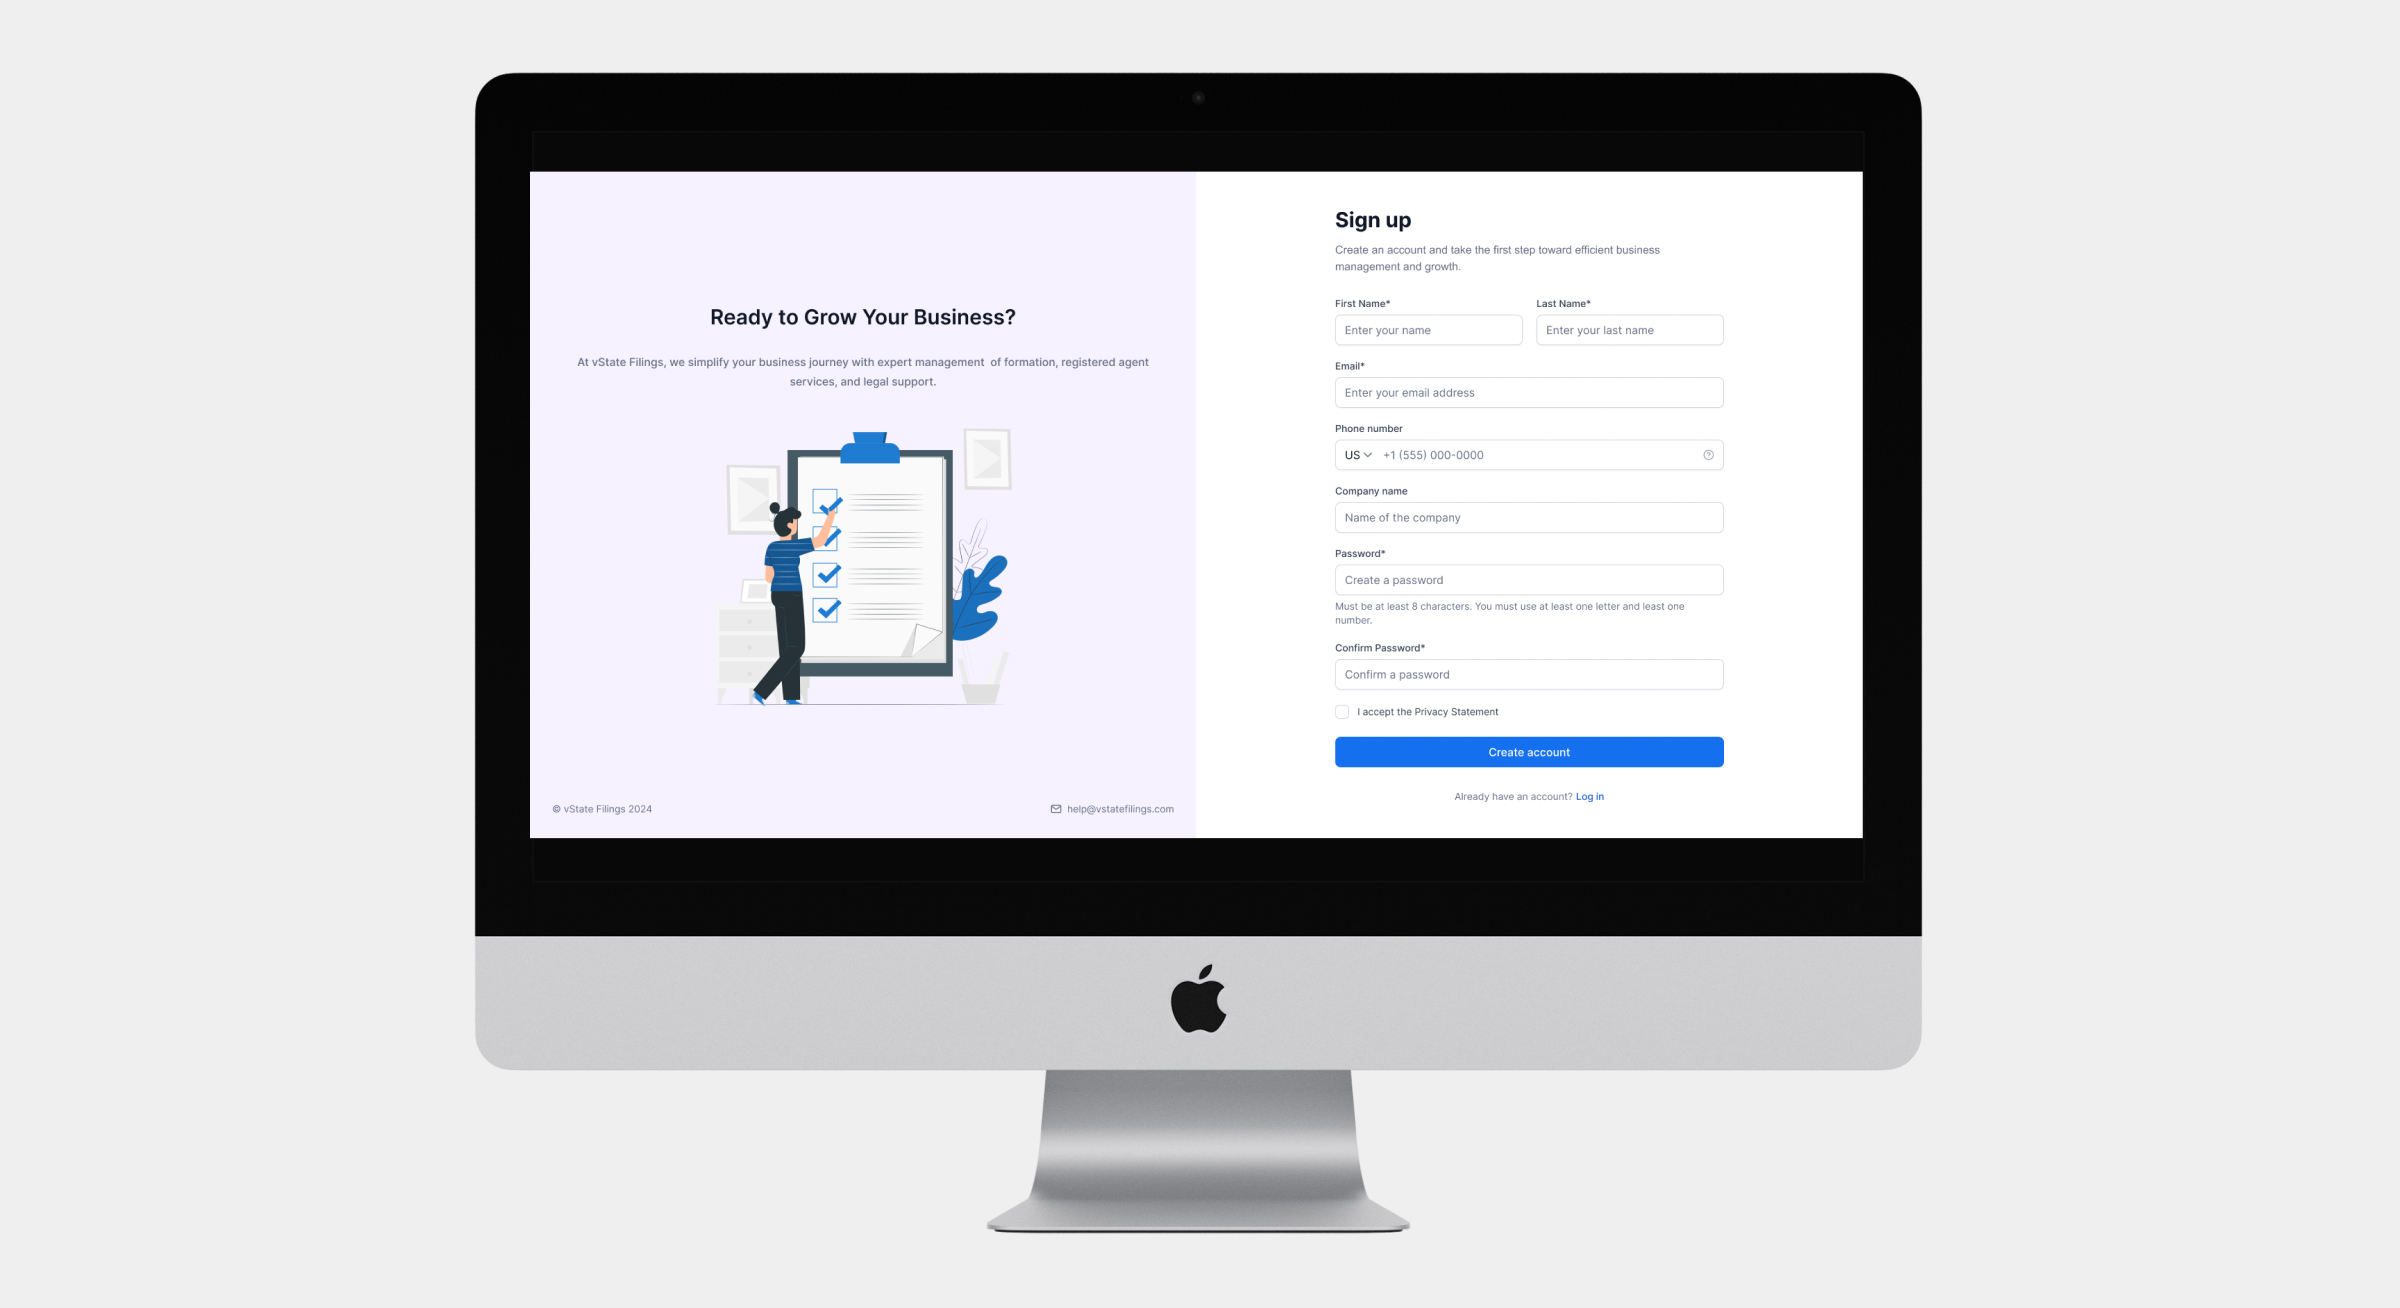 Ready to Grow Your Business?
At vState Filings, we simplify your business journey with expert management of formation, registered agent
services, and legal support.
© vState Filings 2024
help@vstatefilings.com
Sign up
Create an account and take the first step toward efficient business
management and growth.
First Name*
Last Name*
Enter your name
Enter your last name
Email*
Enter your email address
Phone number
US +1 (555) 000-0000
Company name
Name of the company
Password*
Create a password
Must be at least 8 characters. You must use at least one letter and least one
number.
Confirm Password*
Confirm a password
I accept the Privacy Statement
Create account
Already have an account? Log in